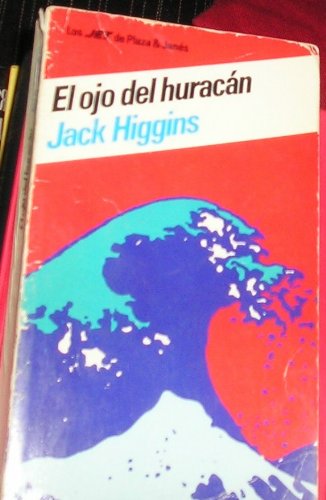 Los JET de Plaza & Janés
El ojo del huracán
Jack Higgins